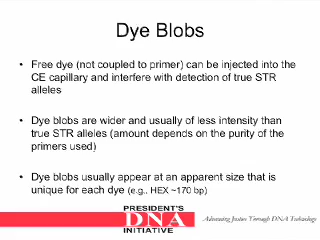 Dye Blobs
• Free dye (not coupled to primer) can be injected into the
CE capillary and interfere with detection of true STR
alleles
• Dye blobs are wider and usually of less intensity than
true STR alleles (amount depends on the purity of the
primers used)
• Dye blobs usually appear at an apparent size that is
unique for each dye (e.g., HEX ~170 bp)
PRESIDENT'S
DNA
INITIATIVE
Advancing Justice Through DNA Technology